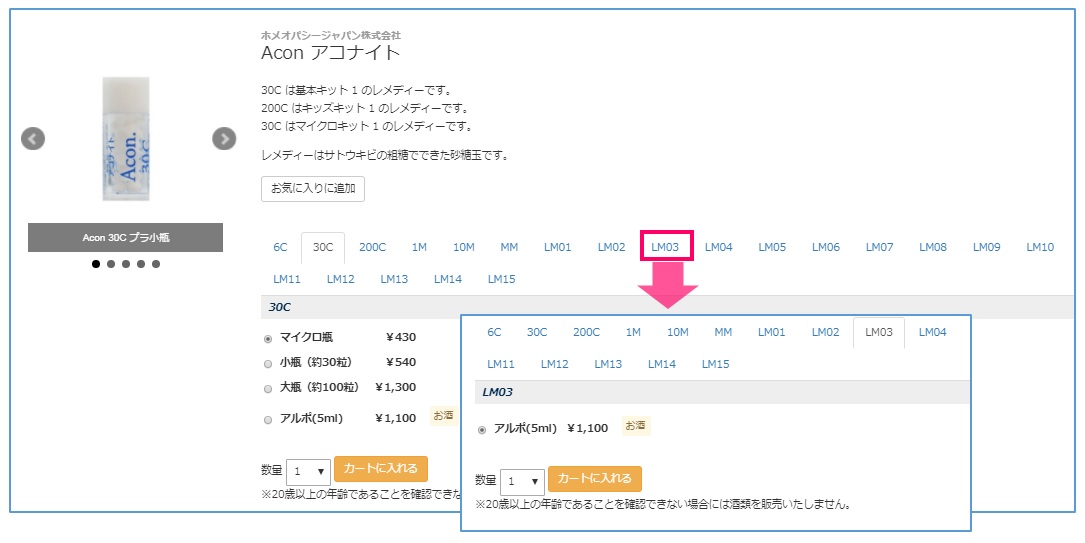 ホメオパシージャパン株式会社
Acon アコナイト
30C は基本キット 1 のレメディーです。
200C はキッズキット 1 のレメディーです。
30C はマイクロキット 1 のレメディーです。
レメディーはサトウキビの粗糖でできた砂糖玉です。
お気に入りに追加
Acon.
30C
Acon 30C プラ小瓶
6C 30C 200C 1M 10M MM LM01 LM02 LM03 LM04 LM05 LM06 LM07 LM08 LM09 LM10
LM11 LM12 LM13 LM14 LM15
30C
マイクロ瓶 ¥430
小瓶（約30粒） ¥540
大瓶（約100粒） ¥1,300
アルポ(5ml) ¥1,100 お酒
数量 1 カートに入れる
※20歳以上の年齢であることを確認できな
6C 30C 200C 1M 10M MM LM01 LM02 LM03 LM04
LM11 LM12 LM13 LM14 LM15
LM03
アルポ(5ml) ¥1,100 お酒
数量 1 カートに入れる
※20歳以上の年齢であることを確認できない場合には酒類を販売いたしません。